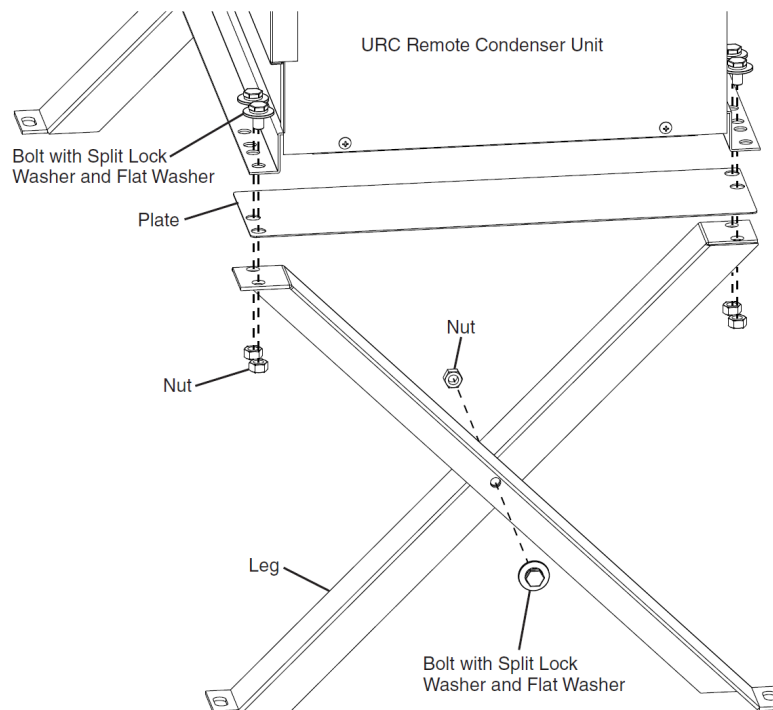 URC Remote Condenser Unit
Bolt with Split Lock
Washer and Flat Washer
Plate
Nut
Nut
Leg
Bolt with Split Lock
Washer and Flat Washer